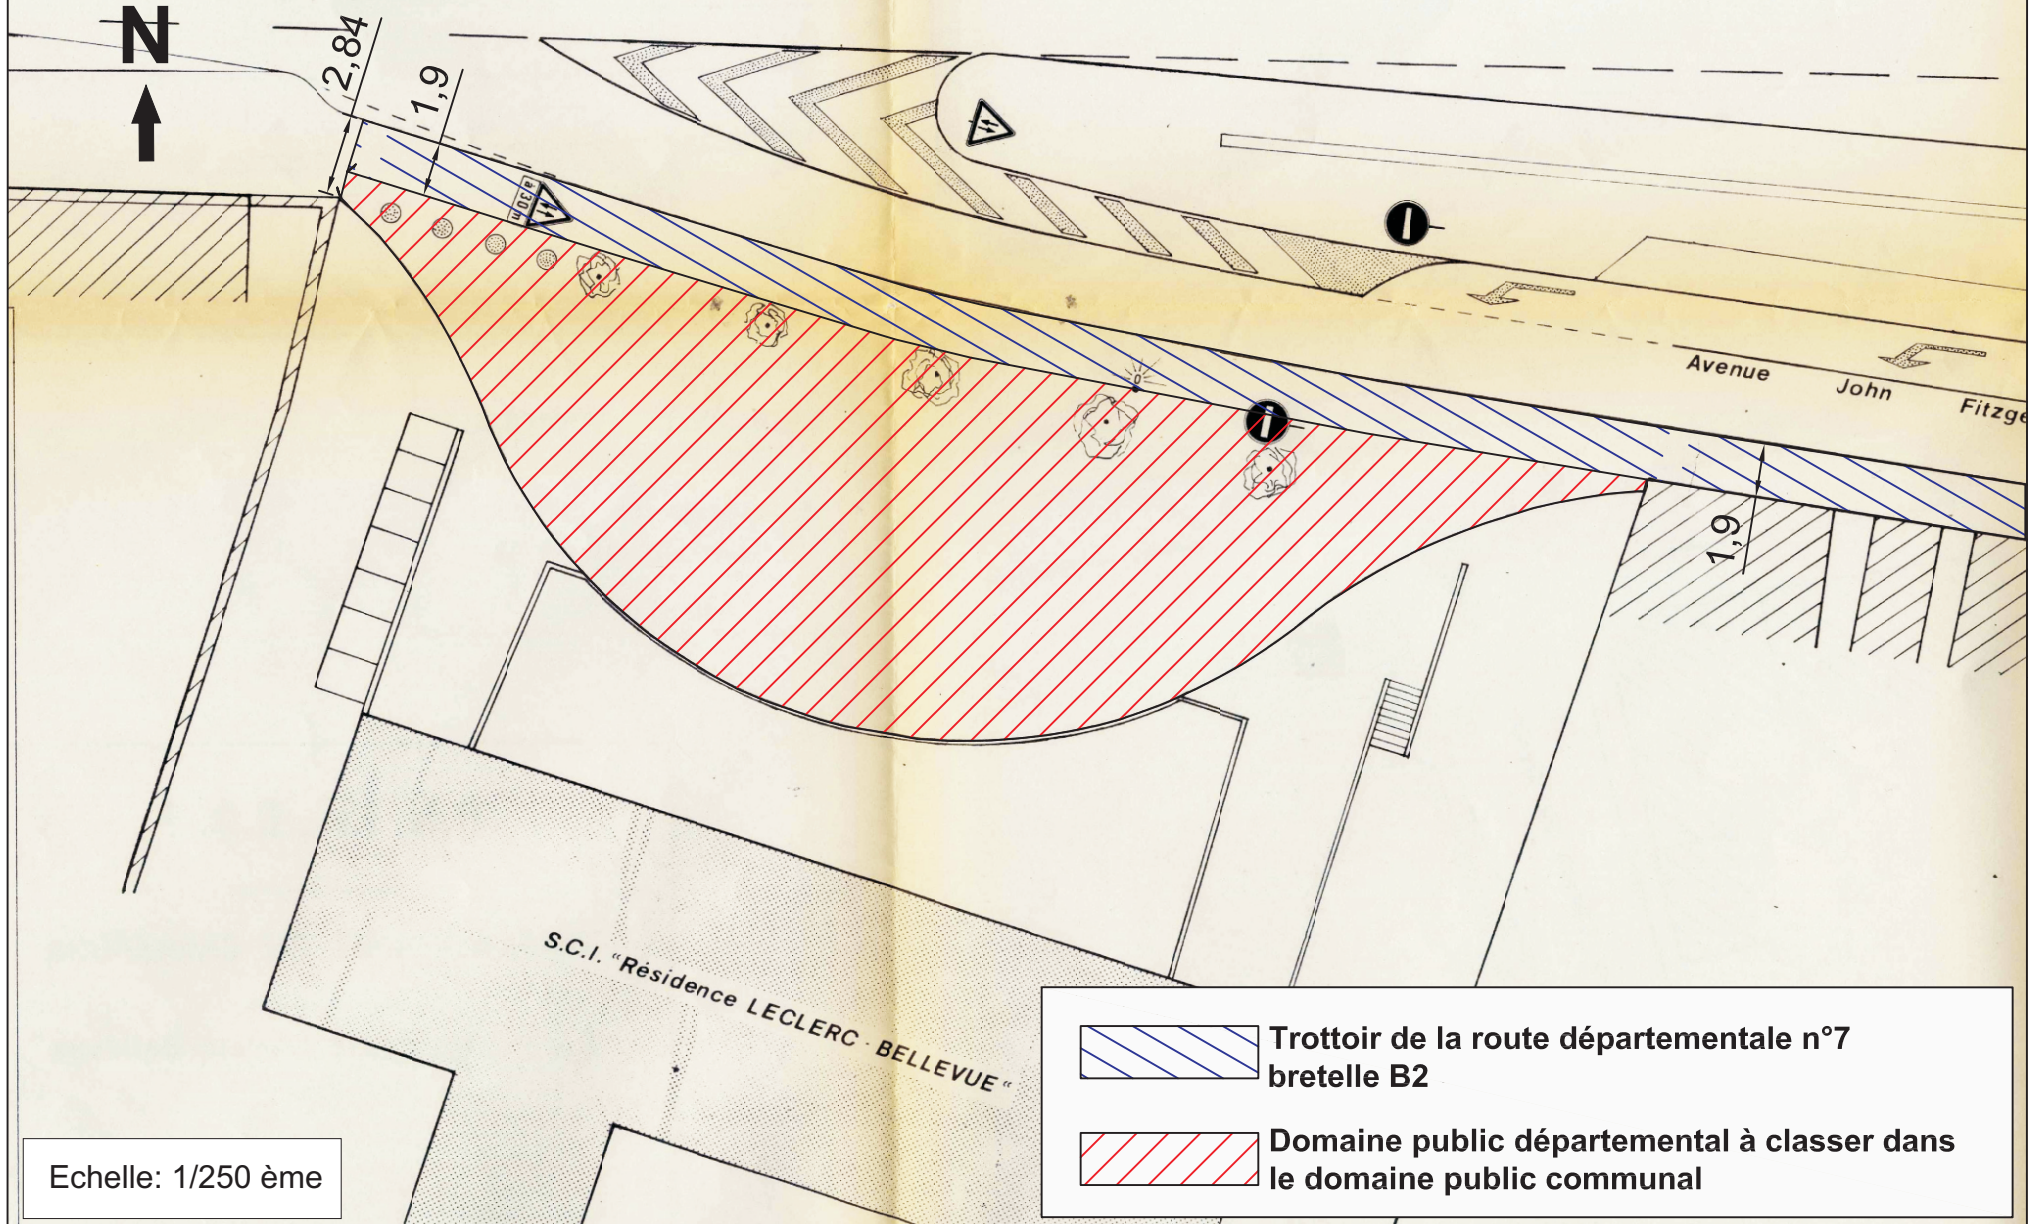 N
2,84
1,9
à 30 m
Avenue John Fitzge
1,9
S.C.I. "Résidence LECLERC - BELLEVUE"
Trottoir de la route départementale n°7
bretelle B2
Domaine public départemental à classer dans
le domaine public communal
Echelle: 1/250 ème